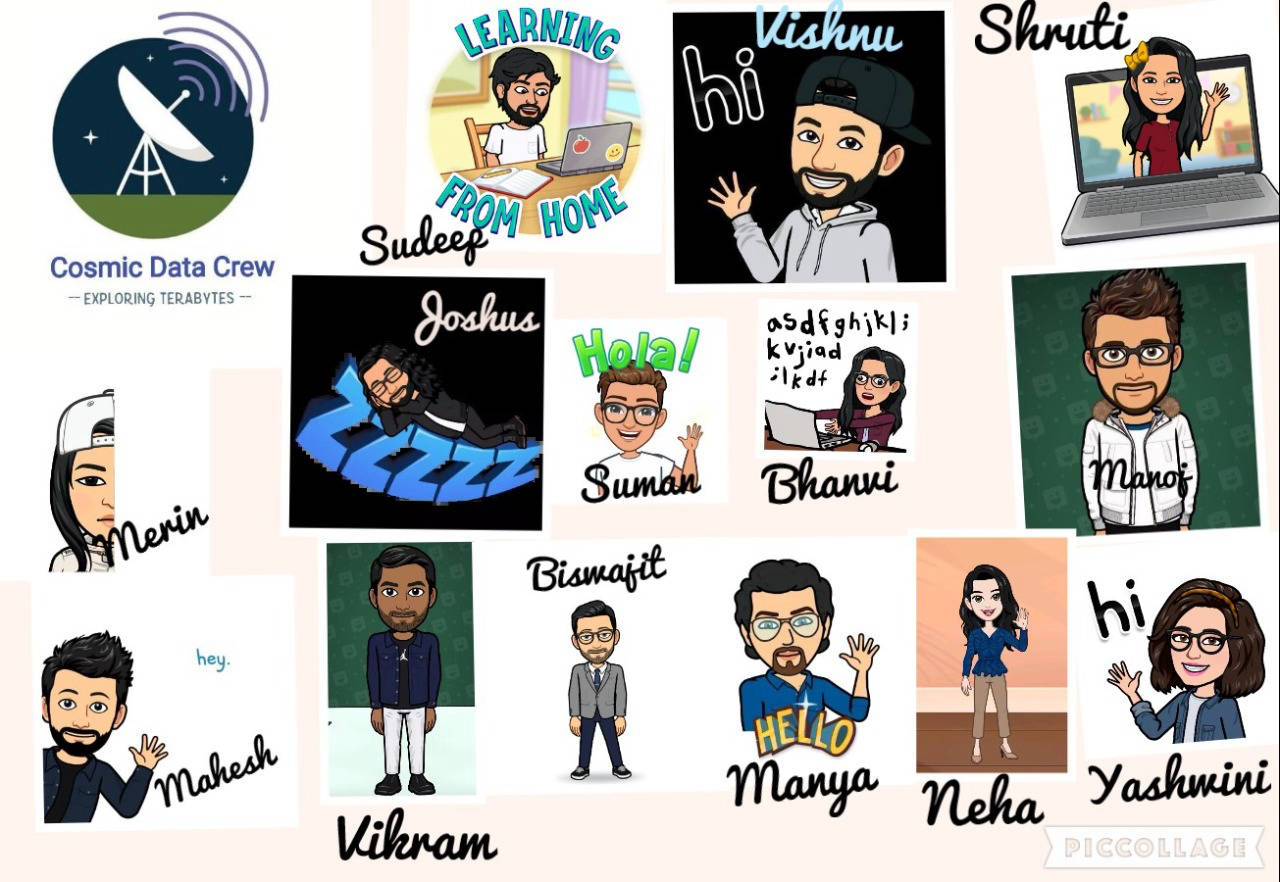 Cosmic Data Crew
-- EXPLORING TERABYTES --
LEARNING
FROM HOME
Sudeep
Vishnu
hi
Shruti
Joshus
ZZZZZ
Hola!
Suman
asdfghjkl;
kvjiad
;lkdf
Bhanvi
Manoj
Merin
hey.
Mahesh
Vikram
Biswajit
HELLO
Manya
Neha
hi
Yashwini
PICCOLLAGE